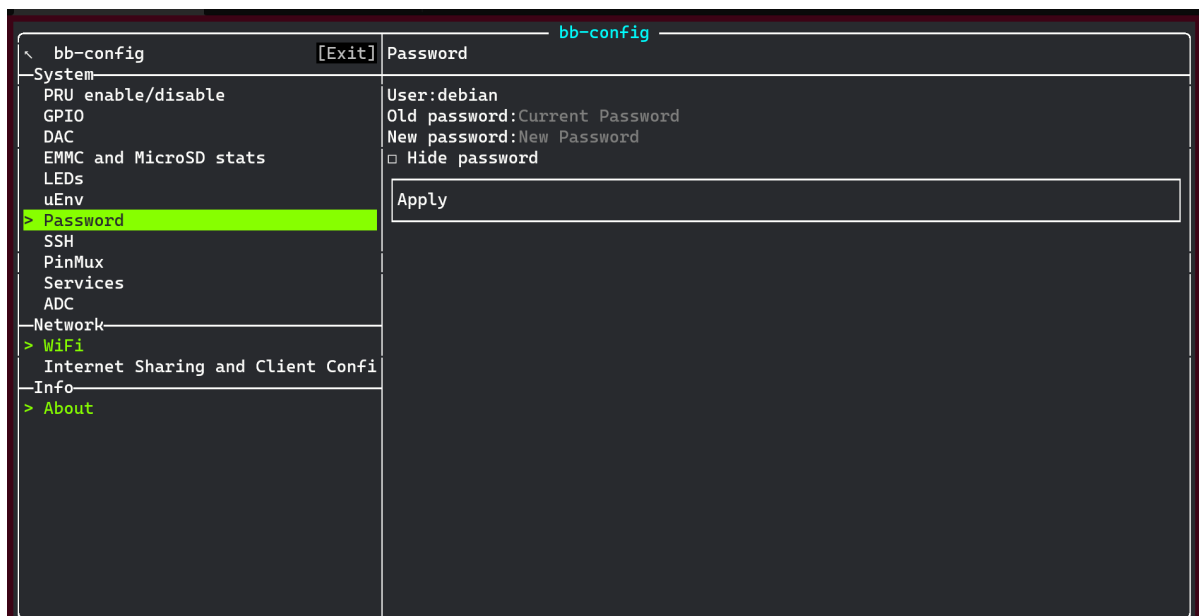 bb-config
↖ bb-config [Exit]
System
PRU enable/disable
GPIO
DAC
EMMC and MicroSD stats
LEDs
uEnv
> Password
SSH
PinMux
Services
ADC
Network
> WiFi
Internet Sharing and Client Confi
Info
> About
Password
User:debian
Old password:Current Password
New password:New Password
☐ Hide password
Apply